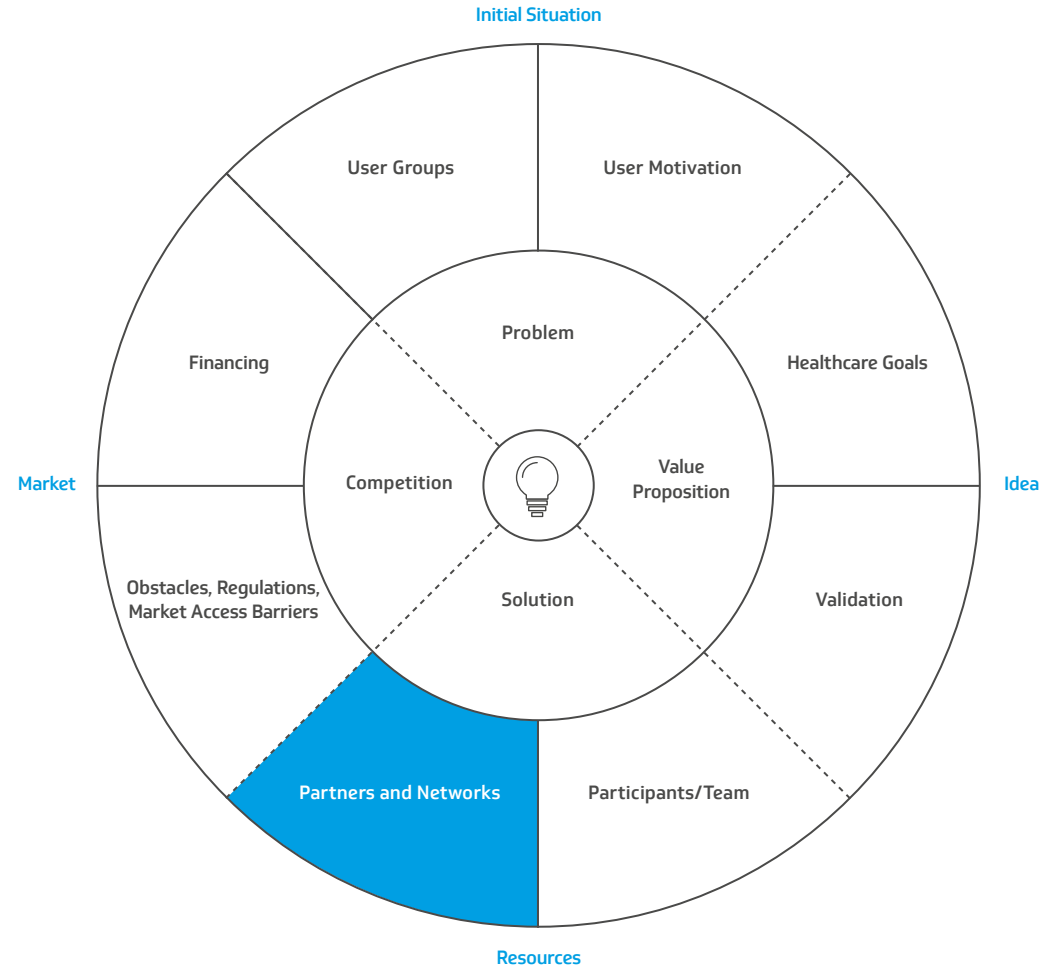 Initial Situation
User Groups
User Motivation
Problem
Financing
Healthcare Goals
Market
Competition
Value
Proposition
Idea
Obstacles, Regulations,
Market Access Barriers
Solution
Validation
Partners and Networks
Participants/Team
Resources